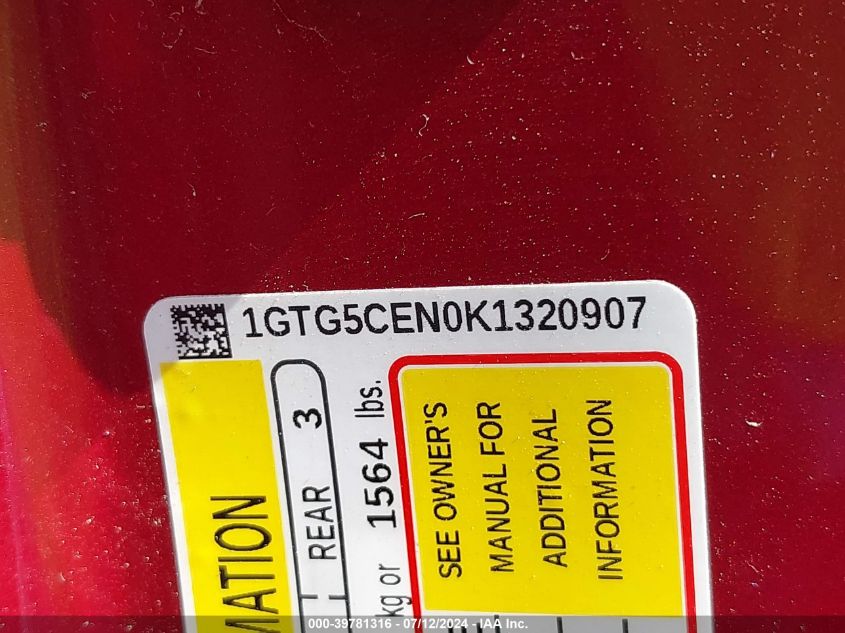 1GTG5CEN0K1320907
MATION
REAR 3
kg or 1564 lbs.
SEE OWNER'S
MANUAL FOR
ADDITIONAL
INFORMATION
000-39781316 - 07/12/2024 - IAA Inc.